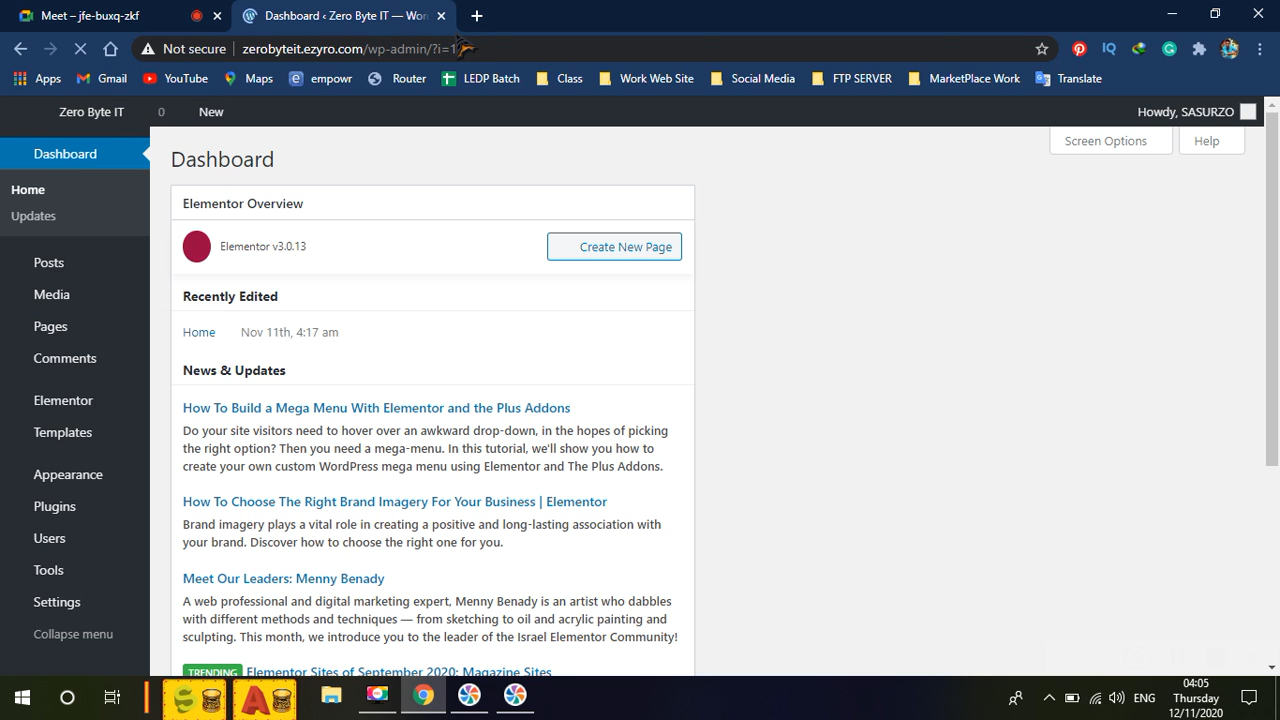 Meet – jfe-buxq-zkf
Dashboard ‹ Zero Byte IT — Wor
Not secure
zerobyteit.ezyro.com/wp-admin/?i=1
Apps
Gmail
YouTube
Maps
empowr
Router
LEDP Batch
Class
Work Web Site
Social Media
FTP SERVER
MarketPlace Work
Translate
Zero Byte IT
0
New
Howdy, SASURZO
Screen Options
Help
Dashboard
Home
Updates
Posts
Media
Pages
Comments
Elementor
Templates
Appearance
Plugins
Users
Tools
Settings
Collapse menu
Dashboard
Elementor Overview
Elementor v3.0.13
Create New Page
Recently Edited
Home
Nov 11th, 4:17 am
News & Updates
How To Build a Mega Menu With Elementor and the Plus Addons
Do your site visitors need to hover over an awkward drop-down, in the hopes of picking
the right option? Then you need a mega-menu. In this tutorial, we'll show you how to
create your own custom WordPress mega menu using Elementor and The Plus Addons.
How To Choose The Right Brand Imagery For Your Business | Elementor
Brand imagery plays a vital role in creating a positive and long-lasting association with
your brand. Discover how to choose the right one for you.
Meet Our Leaders: Menny Benady
A web professional and digital marketing expert, Menny Benady is an artist who dabbles
with different methods and techniques — from sketching to oil and acrylic painting and
sculpting. This month, we introduce you to the leader of the Israel Elementor Community!
TRENDING Elementor Sites of September 2020: Magazine Sites
ENG
04:05
Thursday
12/11/2020